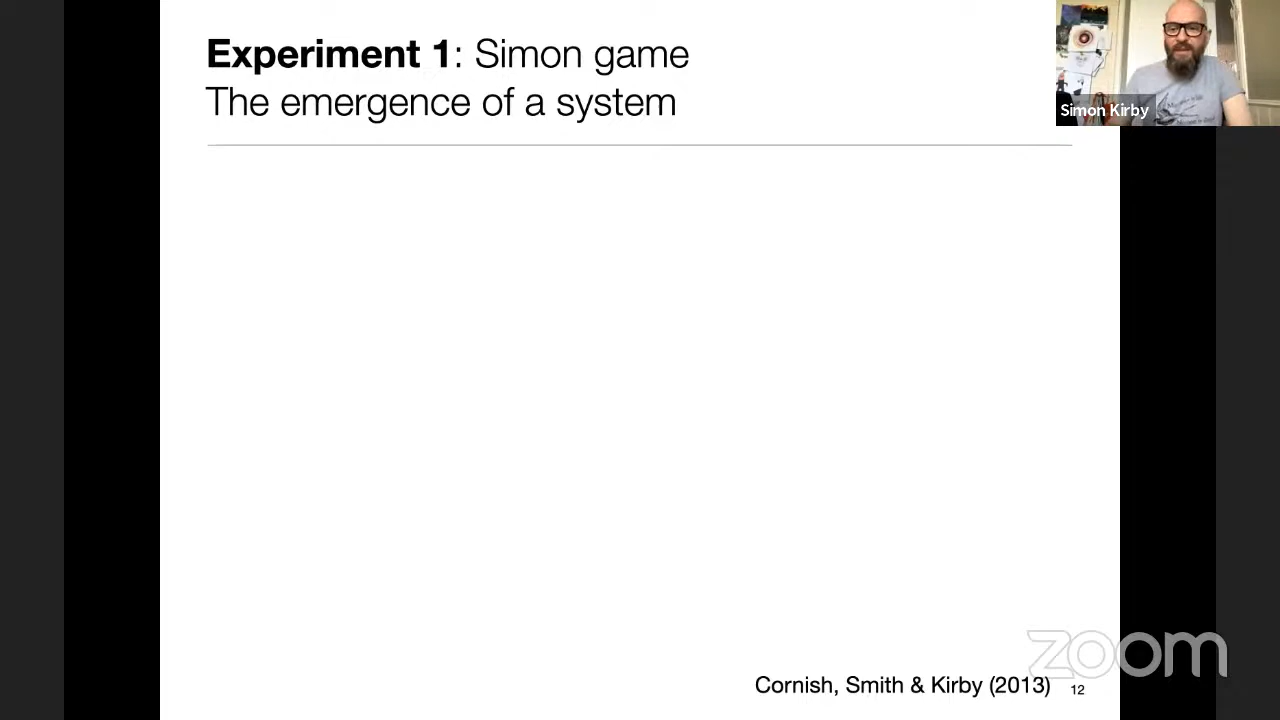 Experiment 1: Simon game
The emergence of a system
Simon Kirby
Cornish, Smith & Kirby (2013)
12
zoom